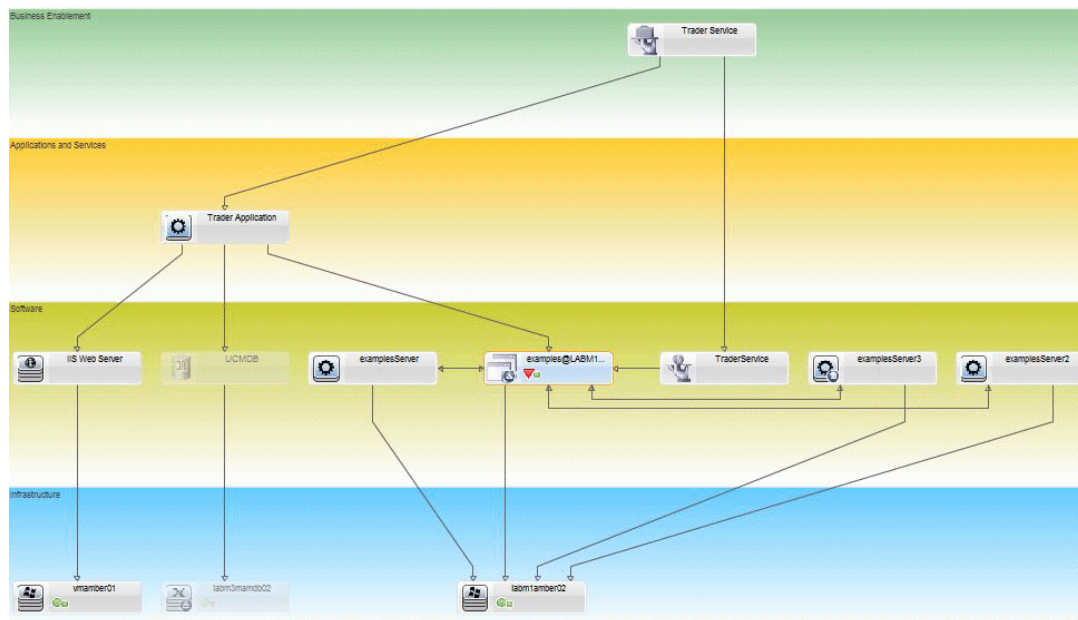 Business Enablement
Trader Service
Applications and Services
Trader Application
Software
IIS Web Server
UCMDB
examplesServer
examples@LABM1...
TraderService
examplesServer3
examplesServer2
Infrastructure
vmamber01
labm3mamdb02
labm1amber02